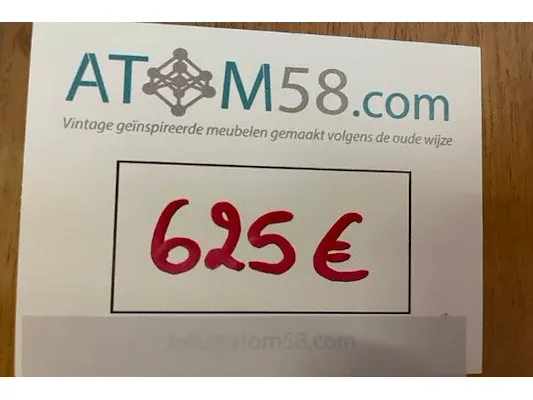 ATOM58.com
Vintage geïnspireerde meubelen gemaakt volgens de oude wijze
625 €